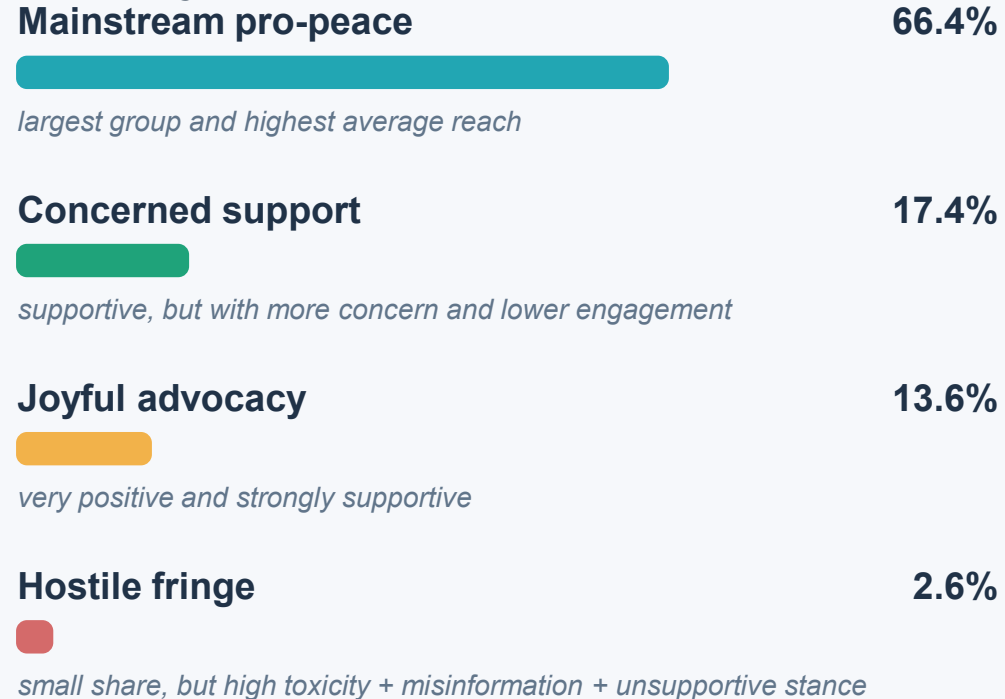 Mainstream pro-peace 66.4%
largest group and highest average reach
Concerned support 17.4%
supportive, but with more concern and lower engagement
Joyful advocacy 13.6%
very positive and strongly supportive
Hostile fringe 2.6%
small share, but high toxicity + misinformation + unsupportive stance